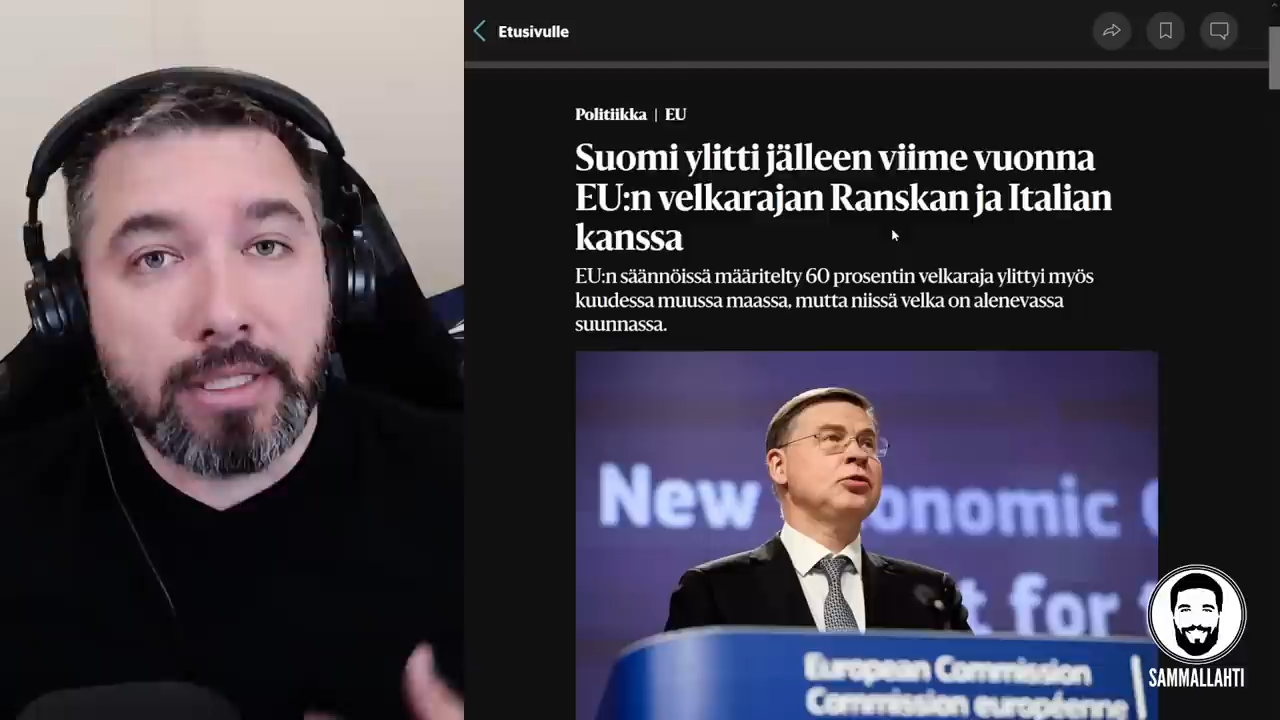 Etusivulle
Politiikka | EU
Suomi ylitti jälleen viime vuonna
EU:n velkarajan Ranskan ja Italian
kanssa
EU:n säännöissä määritelty 60 prosentin velkaraja ylittyi myös
kuudessa muussa maassa, mutta niissä velka on alenevassa
suunnassa.
New
onomic
t for
European Commission
Commission européenne
SAMMALLAHTI